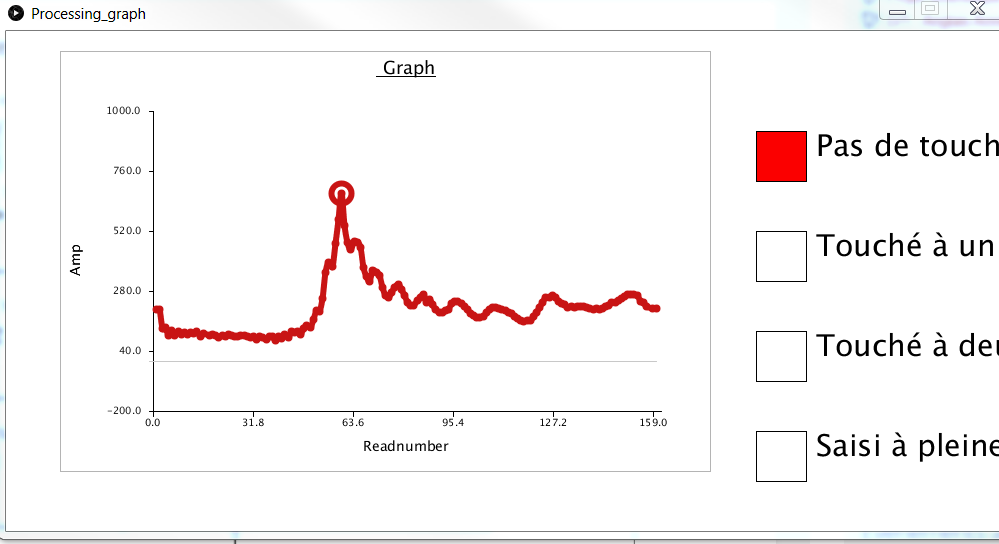 Processing_graph
Graph
1000.0
760.0
520.0
280.0
40.0
-200.0
Amp
0.0 31.8 63.6 95.4 127.2 159.0
Readnumber
Pas de touch
Touché à un
Touché à deu
Saisi à pleine